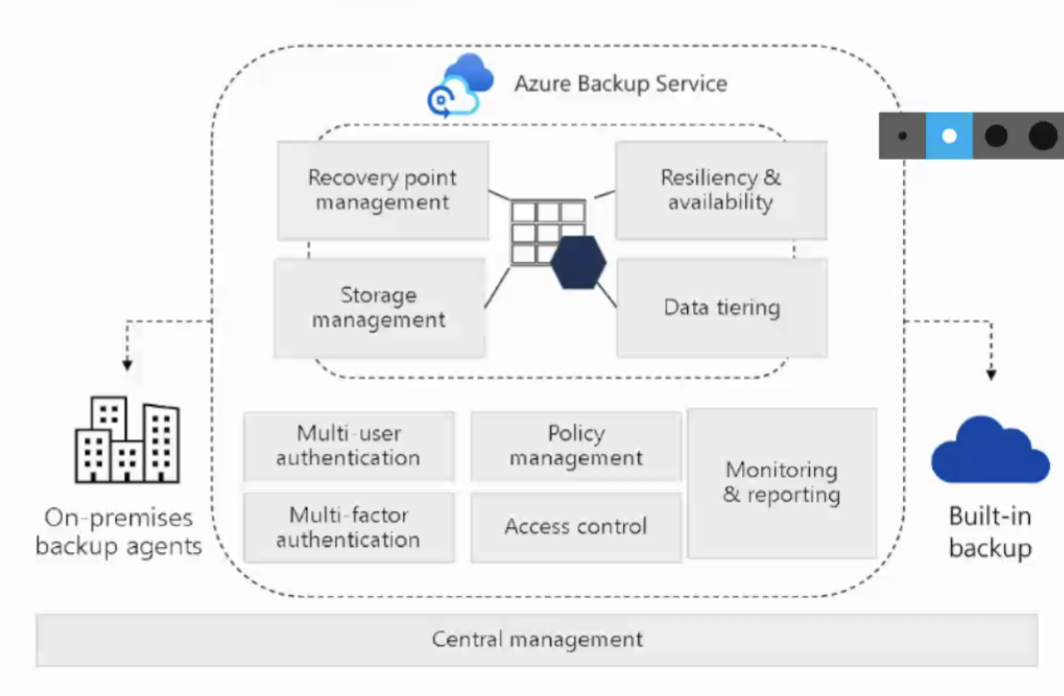 Azure Backup Service
Recovery point
management
Resiliency &
availability
Storage
management
Data tiering
Multi-user
authentication
Policy
management
Monitoring
& reporting
Multi-factor
authentication
Access control
On-premises
backup agents
Built-in
backup
Central management